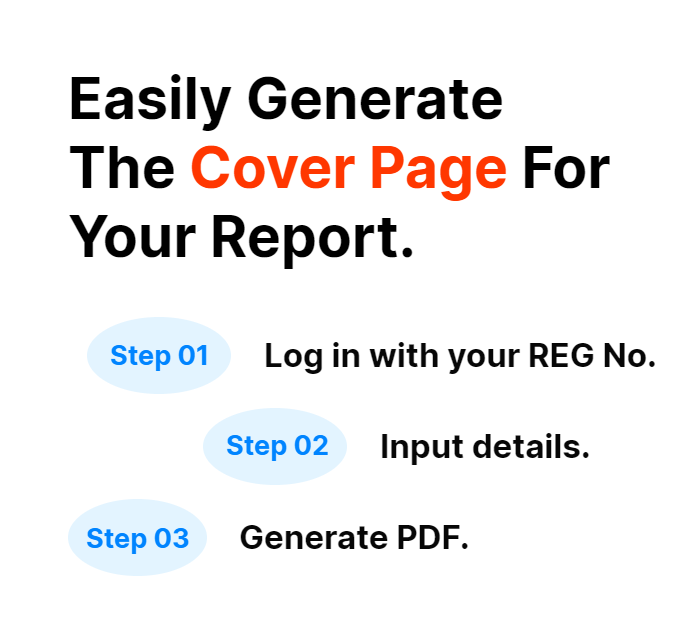 Easily Generate
The Cover Page For
Your Report.
Step 01 Log in with your REG No.
Step 02 Input details.
Step 03 Generate PDF.